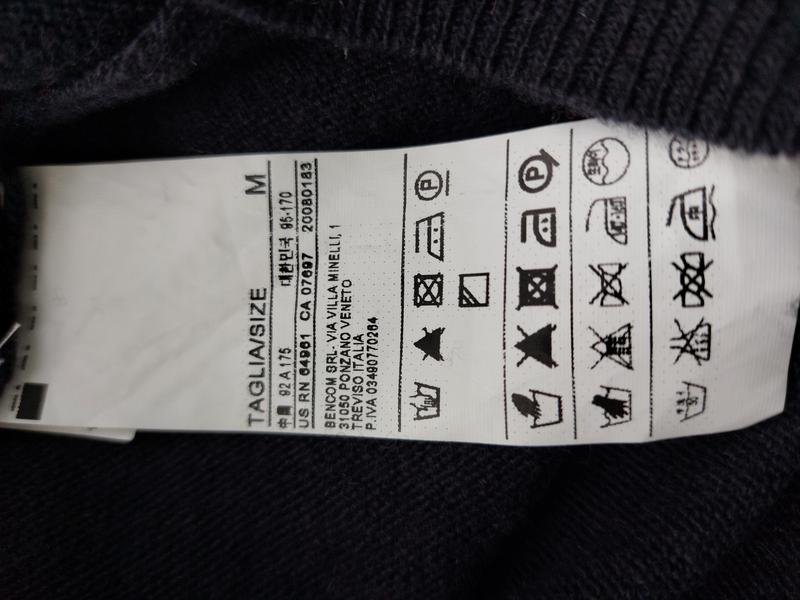 TAGLIA/SIZE M
中國 92 A 175 대한민국 95-170
US RN 64961 CA 07697 20080183
BENCOM SRL- VIA VILLA MINELLI, 1
31050 PONZANO VENETO
TREVISO ITALIA
P.IVA 03490770264
P
P